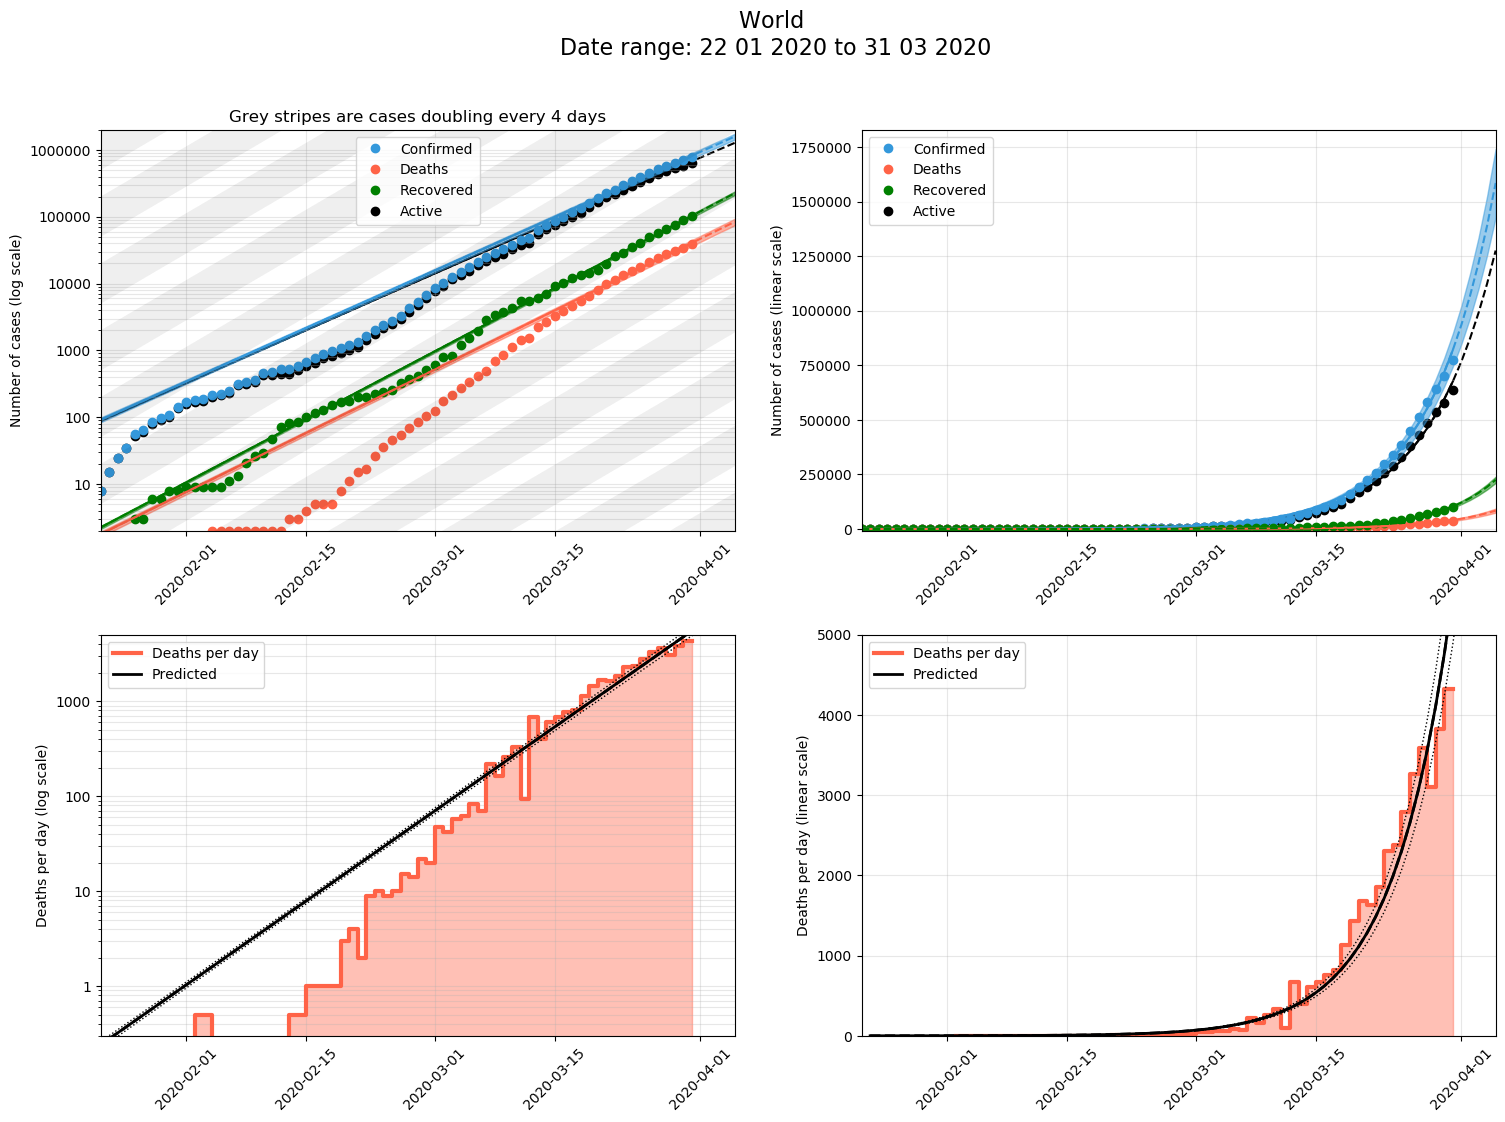 World
Date range: 22 01 2020 to 31 03 2020
Grey stripes are cases doubling every 4 days
Number of cases (log scale)
1000000
100000
10000
1000
100
10
Confirmed
Deaths
Recovered
Active
2020-02-01
2020-02-15
2020-03-01
2020-03-15
2020-04-01
Number of cases (linear scale)
1750000
1500000
1250000
1000000
750000
500000
250000
0
Confirmed
Deaths
Recovered
Active
2020-02-01
2020-02-15
2020-03-01
2020-03-15
2020-04-01
Deaths per day (log scale)
1000
100
10
1
Deaths per day
Predicted
2020-02-01
2020-02-15
2020-03-01
2020-03-15
2020-04-01
Deaths per day (linear scale)
5000
4000
3000
2000
1000
0
Deaths per day
Predicted
2020-02-01
2020-02-15
2020-03-01
2020-03-15
2020-04-01